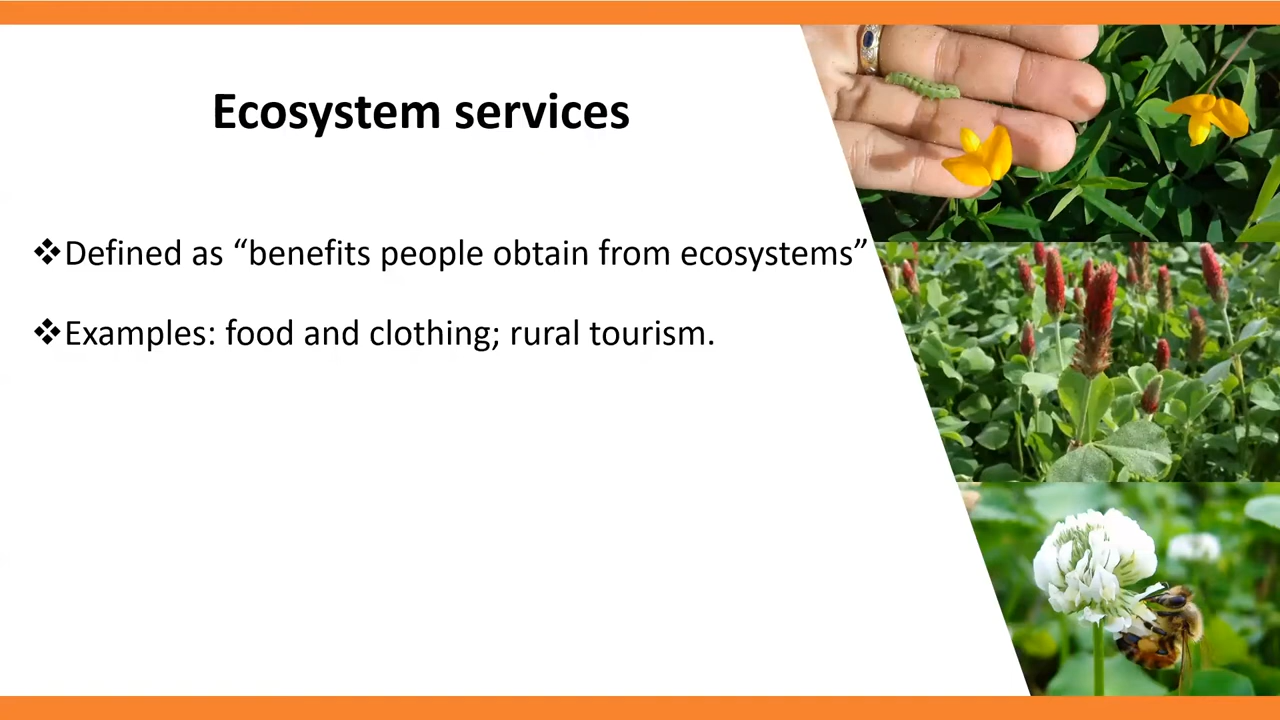 Ecosystem services
❖Defined as “benefits people obtain from ecosystems”
❖Examples: food and clothing; rural tourism.